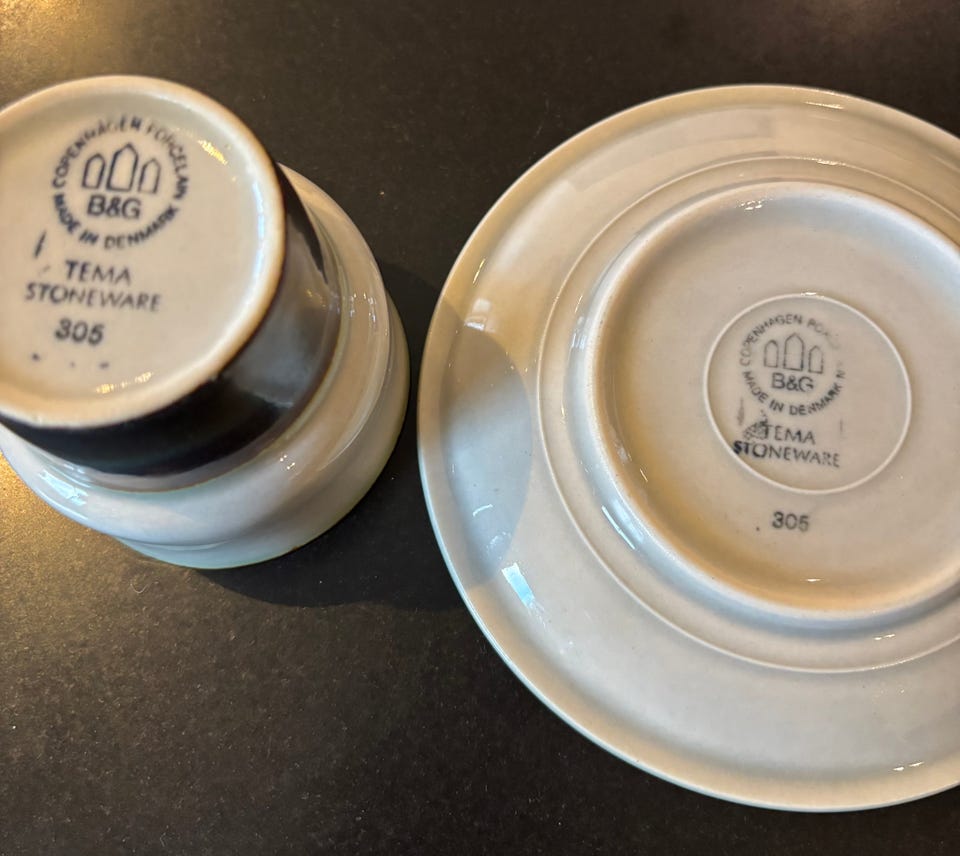 COPENHAGEN PORCELAIN
B&G
MADE IN DENMARK
TEMA
STONEWARE
305
COPENHAGEN
B&G
MADE IN DENMARK
TEMA
STONEWARE
305